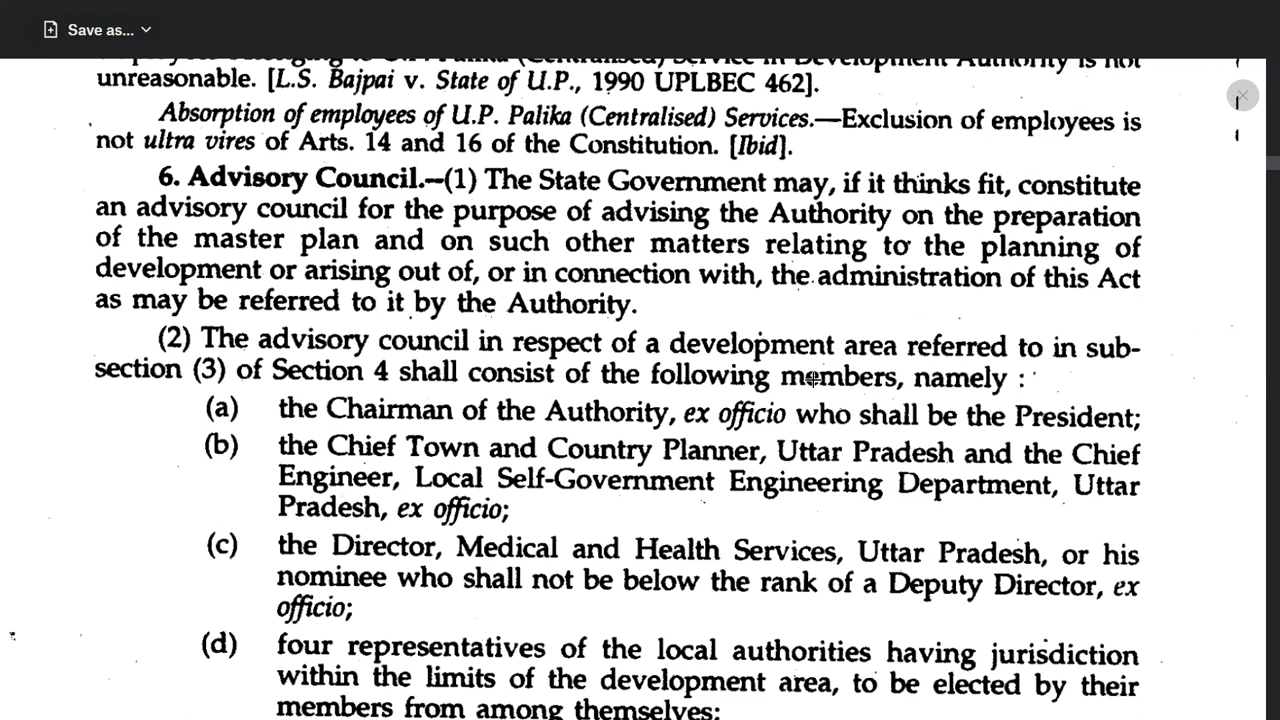 Save as...
unreasonable. [L.S. Bajpai v. State of U.P., 1990 UPLBEC 462].
Absorption of employees of U.P. Palika (Centralised) Services.—Exclusion of employees is
not ultra vires of Arts. 14 and 16 of the Constitution. [Ibid].
6. Advisory Council.—(1) The State Government may, if it thinks fit, constitute
an advisory council for the purpose of advising the Authority on the preparation
of the master plan and on such other matters relating to the planning of
development or arising out of, or in connection with, the administration of this Act
as may be referred to it by the Authority.
(2) The advisory council in respect of a development area referred to in sub-
section (3) of Section 4 shall consist of the following members, namely :
(a) the Chairman of the Authority, ex officio who shall be the President;
(b) the Chief Town and Country Planner, Uttar Pradesh and the Chief
Engineer, Local Self-Government Engineering Department, Uttar
Pradesh, ex officio;
(c) the Director, Medical and Health Services, Uttar Pradesh, or his
nominee who shall not be below the rank of a Deputy Director, ex
officio;
(d) four representatives of the local authorities having jurisdiction
within the limits of the development area, to be elected by their
members from among themselves;